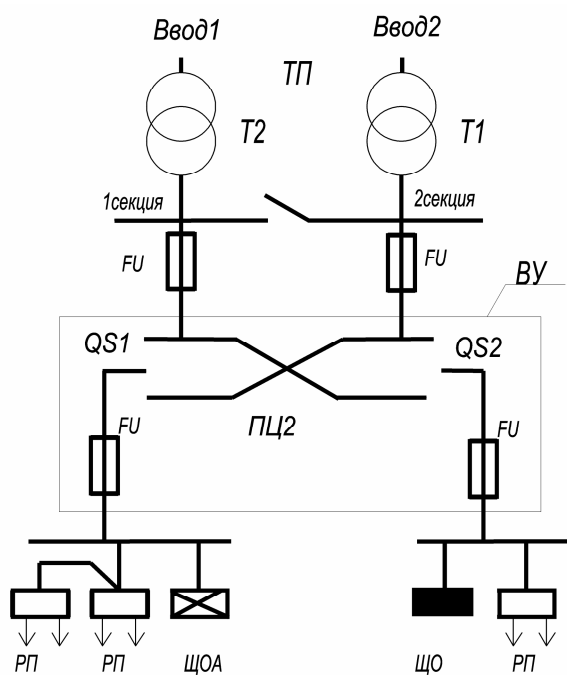 Ввод1 Ввод2
ТП
Т2 Т1
1секция 2секция
FU FU
ВУ
QS1 QS2
ПЦ2
FU FU
РП РП ЩОА ЩО РП